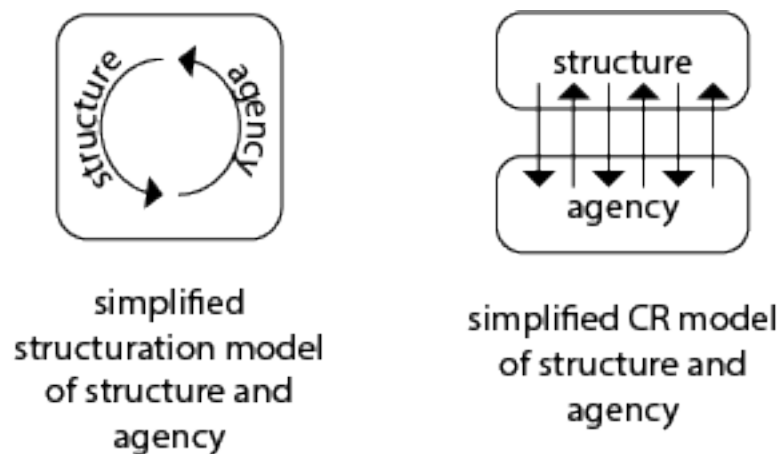 structure
agency
simplified
structuration model
of structure and
agency
structure
agency
simplified CR model
of structure and
agency